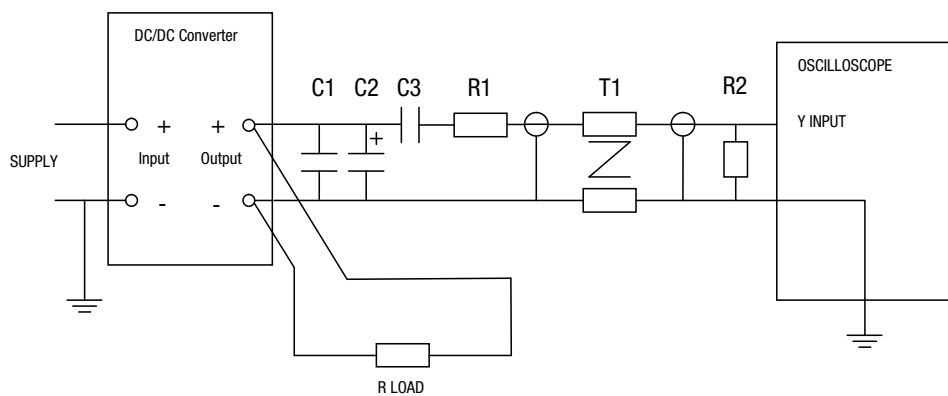 DC/DC Converter
C1 C2 C3 R1 T1 R2
OSCILLOSCOPE
+ + +
Y INPUT
SUPPLY
Input Output
- -
R LOAD